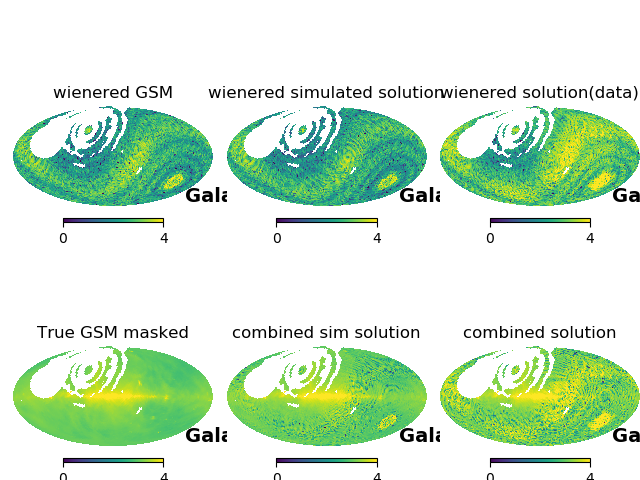 wienered GSM
wienered simulated solution
wienered solution(data)
Gala
Gala
Ga
0 4
0 4
0 4
True GSM masked
combined sim solution
combined solution
Gala
Gala
Ga
0 4
0 4
0 4